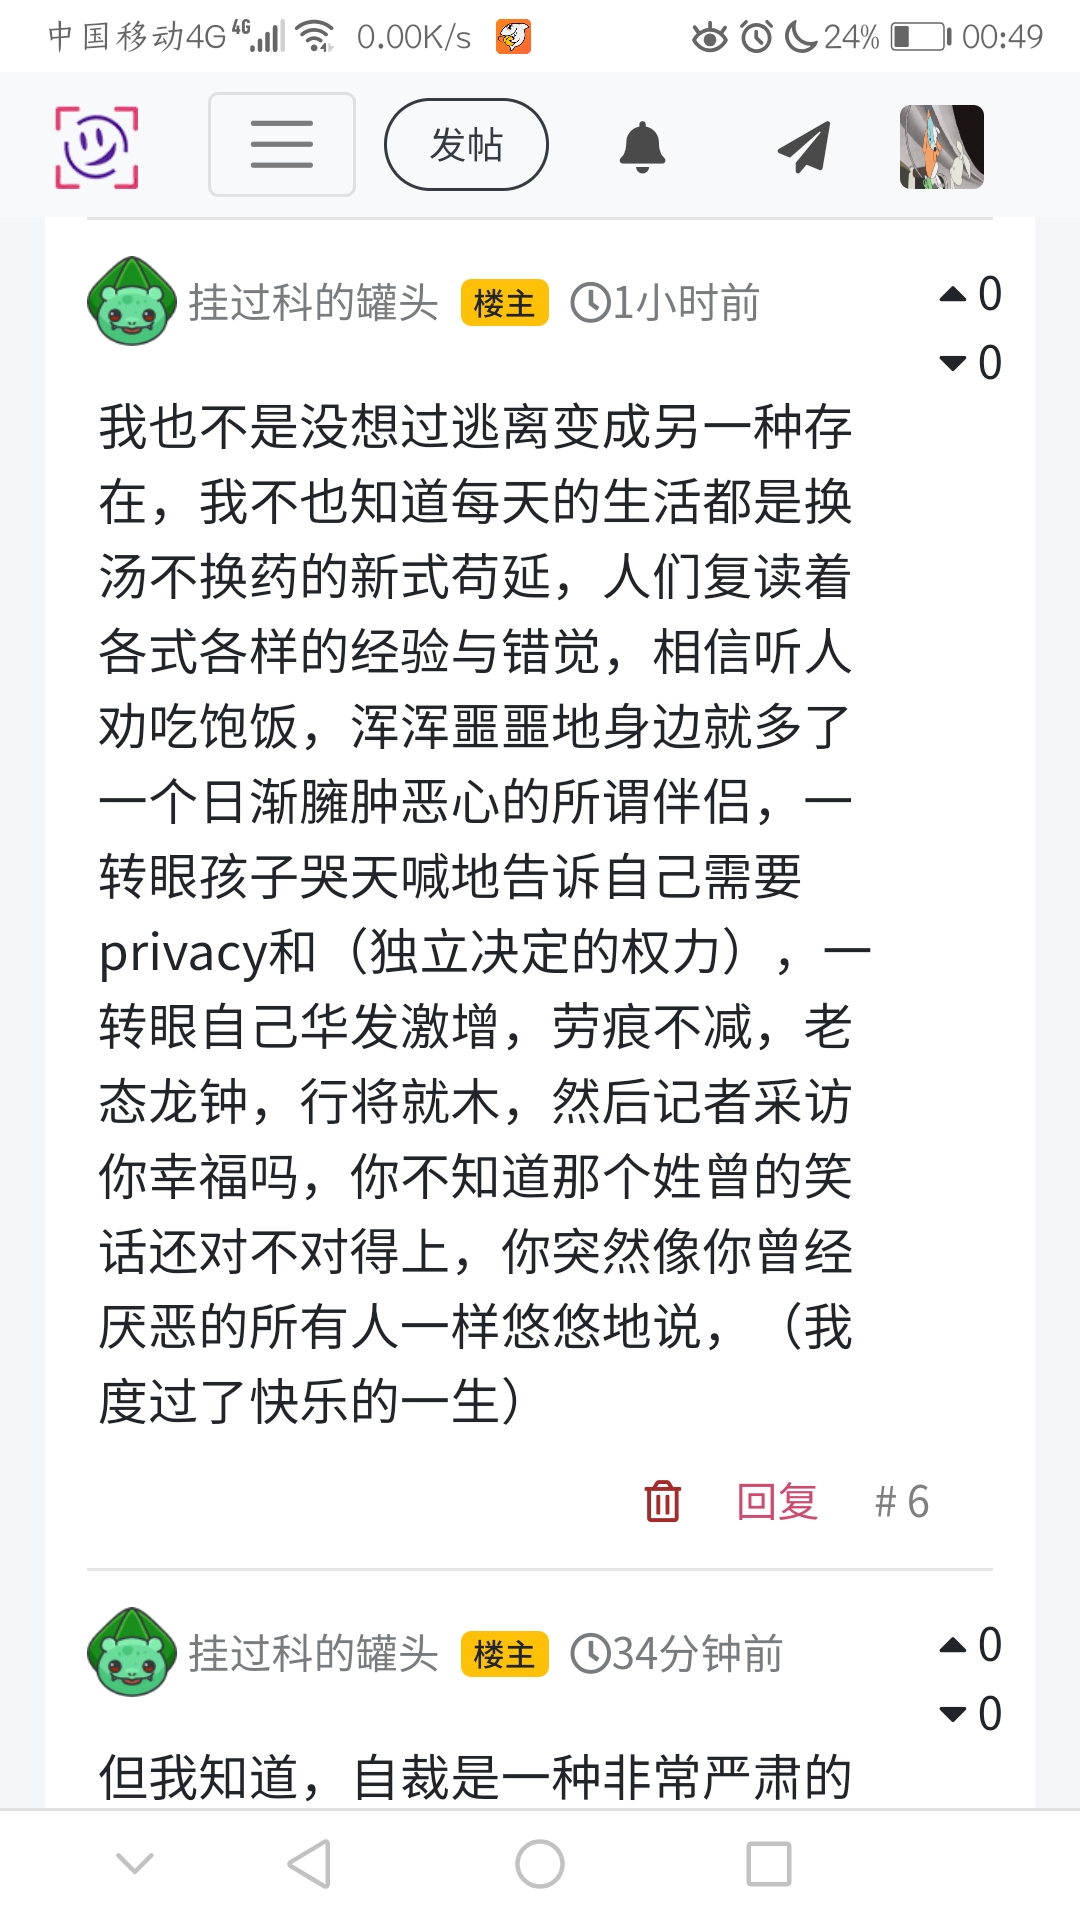 中国移动4G 4G 0.00K/s 24% 00:49
发帖
挂过科的罐头 楼主 1小时前 0
0
我也不是没想过逃离变成另一种存
在，我不也知道每天的生活都是换
汤不换药的新式苟延，人们复读着
各式各样的经验与错觉，相信听人
劝吃饱饭，浑浑噩噩地身边就多了
一个日渐臃肿恶心的所谓伴侣，一
转眼孩子哭天喊地告诉自己需要
privacy和（独立决定的权力），一
转眼自己华发激增，劳痕不减，老
态龙钟，行将就木，然后记者采访
你幸福吗，你不知道那个姓曾的笑
话还对不对得上，你突然像你曾经
厌恶的所有人一样悠悠地说，（我
度过了快乐的一生）
回复 # 6
挂过科的罐头 楼主 34分钟前 0
0
但我知道，自裁是一种非常严肃的